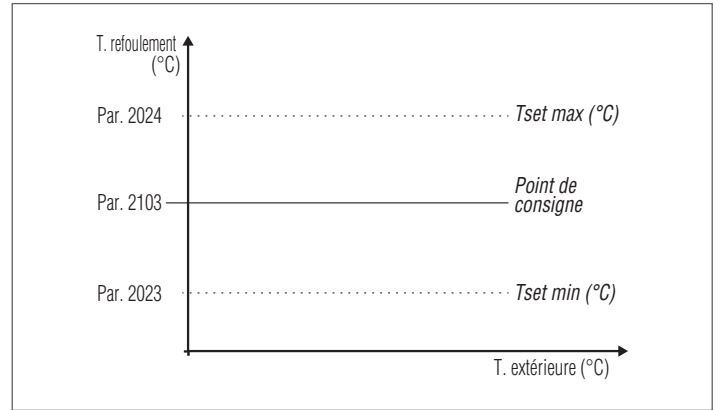 T. refoulement
(°C)
Par. 2024
Tset max (°C)
Par. 2103
Point de
consigne
Par. 2023
Tset min (°C)
T. extérieure (°C)